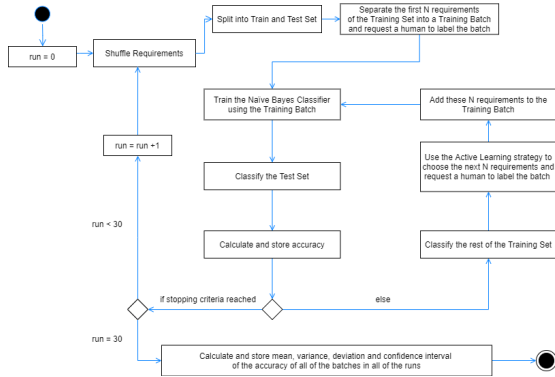 Split into Train and Test Set
Separate the first N requirements
of the Training Set into a Training Batch
and request a human to label the batch
run = 0
Shuffle Requirements
Train the Naïve Bayes Classifier
using the Training Batch
Add these N requirements to the
Training Batch
run = run +1
Use the Active Learning strategy to
choose the next N requirements and
request a human to label the batch
Classify the Test Set
run < 30
Calculate and store accuracy
Classify the rest of the Training Set
if stopping criteria reached
else
run = 30
Calculate and store mean, variance, deviation and confidence interval
of the accuracy of all of the batches in all of the runs